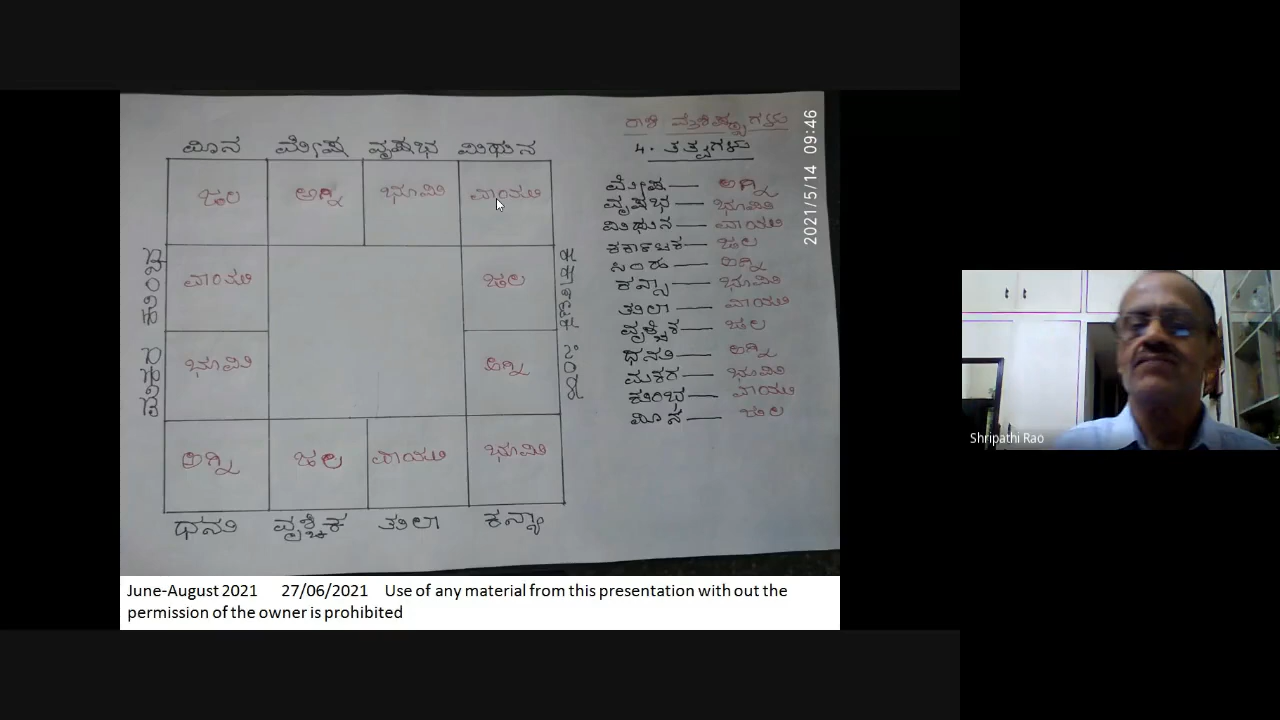 ರಾಶಿ ವೈಶಿಷ್ಟ್ಯಗಳು
4. ತತ್ವಗಳು
ಮೀನ ಮೇಷ ವೃಷಭ ಮಿಥುನ
ಜಲ ಅಗ್ನಿ ಭೂಮಿ ವಾಯು
ಕುಂಭ ವಾಯು ಜಲ ಕರ್ಕಾಟಕ
ಮಕರ ಭೂಮಿ ಅಗ್ನಿ ಸಿಂಹ
ಅಗ್ನಿ ಜಲ ವಾಯು ಭೂಮಿ
ಧನು ವೃಶ್ಚಿಕ ತುಲಾ ಕನ್ಯಾ
ಮೇಷ — ಅಗ್ನಿ
ವೃಷಭ — ಭೂಮಿ
ಮಿಥುನ — ವಾಯು
ಕರ್ಕಾಟಕ — ಜಲ
ಸಿಂಹ — ಅಗ್ನಿ
ಕನ್ಯಾ — ಭೂಮಿ
ತುಲಾ — ವಾಯು
ವೃಶ್ಚಿಕ — ಜಲ
ಧನು — ಅಗ್ನಿ
ಮಕರ — ಭೂಮಿ
ಕುಂಭ — ವಾಯು
ಮೀನ — ಜಲ
2021/5/14 09:46
Shripathi Rao
June-August 2021 27/06/2021 Use of any material from this presentation with out the
permission of the owner is prohibited